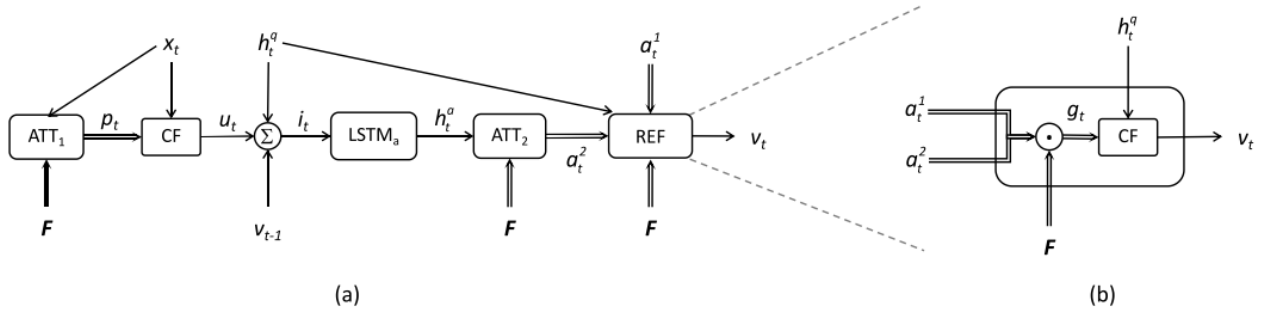 x_t h_t^q a_t^1
ATT_1 p_t CF u_t Σ i_t LSTM_a h_t^a ATT_2 a_t^2 REF v_t
F v_{t-1} F F
(a)
h_t^q
a_t^1 g_t
a_t^2 · CF v_t
F
(b)